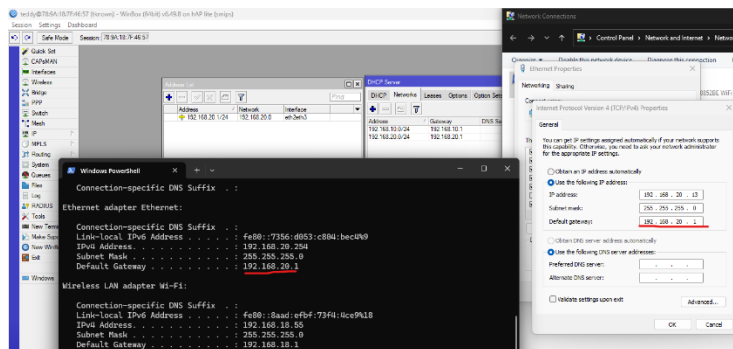 teddy@78:9A:18:7F:46:57 (hirrows) - WinBox (64bit) v6.49.8 on hAP lite (smips)
Session Settings Dashboard
Safe Mode Session: 78:9A:18:7F:46:57
Quick Set
CAPsMAN
Interfaces
Wireless
Bridge
PPP
Switch
Mesh
IP
MPLS
Routing
System
Queues
Files
Log
RADIUS
Tools
New Terminal
Exit
Windows
Address List
Find
Address Network Interface
192.168.20.1/24 192.168.20.0
DHCP Server
DHCP Networks Leases Options
Address Gateway
192.168.10.0/24 192.168.10.1
192.168.20.0/24 192.168.20.1
Windows PowerShell
Connection-specific DNS Suffix . :
Ethernet adapter Ethernet:
Connection-specific DNS Suffix . :
Link-local IPv6 Address . . . . . : fe80::7356:d053:c804:bec4%9
IPv4 Address. . . . . . . . . . . : 192.168.20.254
Subnet Mask . . . . . . . . . . . : 255.255.255.0
Default Gateway . . . . . . . . . : 192.168.20.1
Wireless LAN adapter Wi-Fi:
Connection-specific DNS Suffix . :
Link-local IPv6 Address . . . . . : fe80::8aad:efbf:73f4:4ce9%18
IPv4 Address. . . . . . . . . . . : 192.168.18.55
Subnet Mask . . . . . . . . . . . : 255.255.255.0
Default Gateway . . . . . . . . . : 192.168.18.1
Network Connections
Control Panel > Network and Internet >
Disable this network device Diagnose this connection
Ethernet Properties
Networking Sharing
Internet Protocol Version 4 (TCP/IPv4) Properties
General
You can get IP settings assigned automatically if your network supports
this capability. Otherwise, you need to ask your network administrator
for the appropriate IP settings.
Obtain an IP address automatically
Use the following IP address:
IP address: 192 . 168 . 20 . 13
Subnet mask: 255 . 255 . 255 . 0
Default gateway: 192 . 168 . 20 . 1
Obtain DNS server address automatically
Use the following DNS server addresses:
Preferred DNS server:
Alternate DNS server:
Validate settings upon exit
Advanced...
OK Cancel